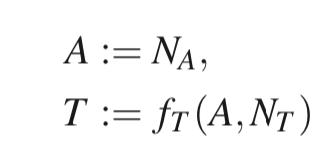 A := N_A,
T := f_T(A, N_T)